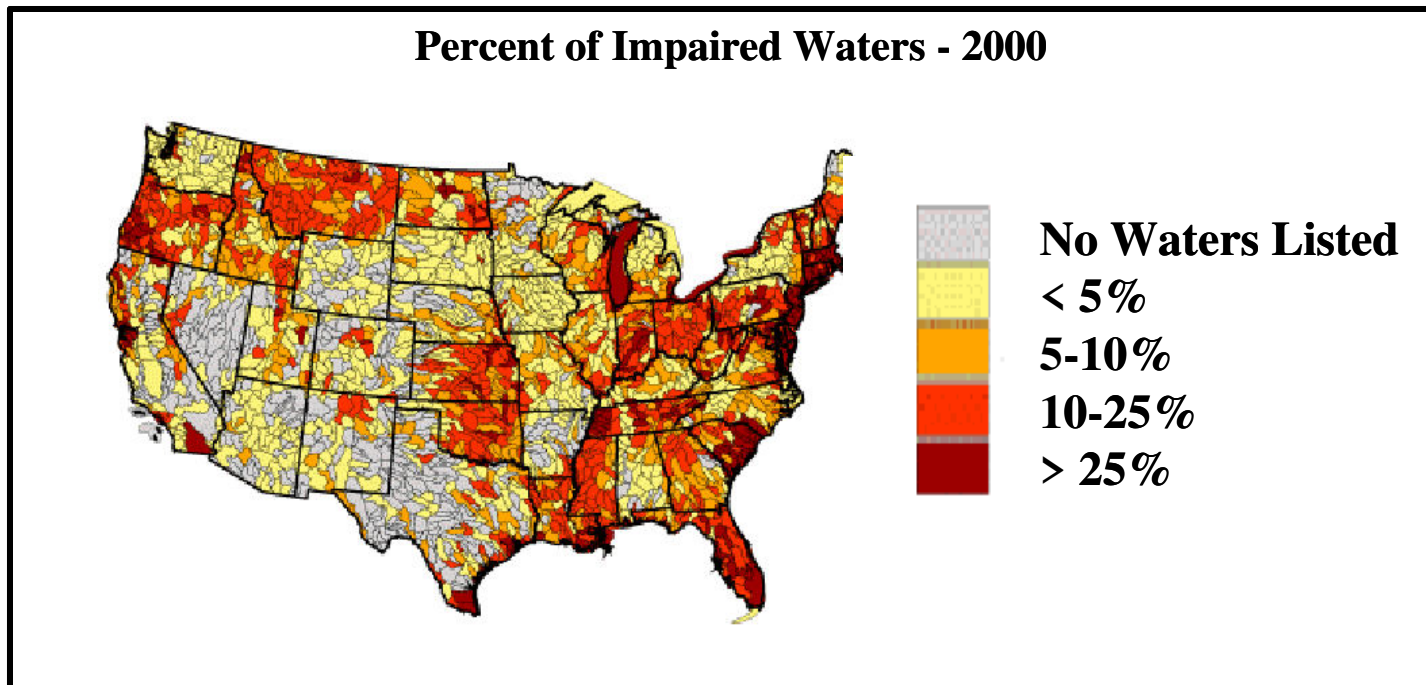 Percent of Impaired Waters - 2000
No Waters Listed
< 5%
5-10%
10-25%
> 25%